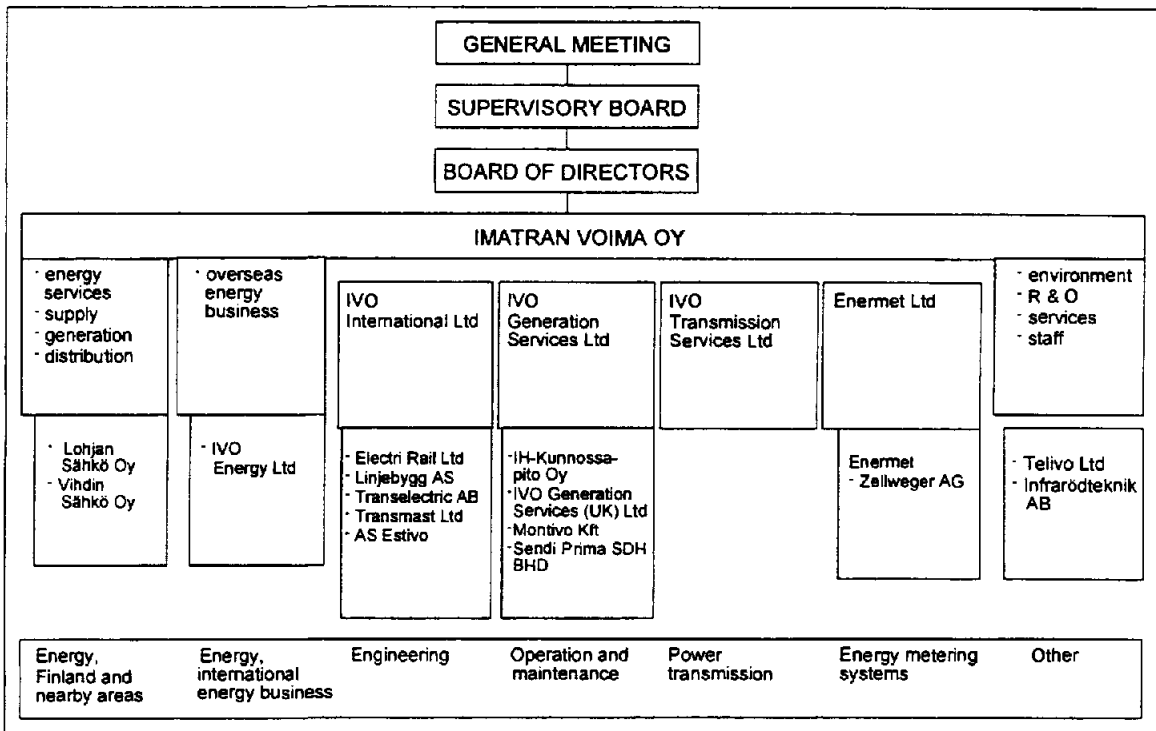 GENERAL MEETING
SUPERVISORY BOARD
BOARD OF DIRECTORS
IMATRAN VOIMA OY
- energy
services
- supply
- generation
- distribution
- overseas
energy
business
IVO
International Ltd
IVO
Generation
Services Ltd
IVO
Transmission
Services Ltd
Enermet Ltd
- environment
- R & O
- services
- staff
- Lohjan
Sähkö Oy
- Vihdin
Sähkö Oy
- IVO
Energy Ltd
- Electri Rail Ltd
- Linjebygg AS
- Transelectric AB
- Transmast Ltd
- AS Estivo
- IH-Kunnossa-
pito Oy
- IVO Generation
Services (UK) Ltd
- Montivo Kft
- Sendi Prima SDH
BHD
Enermet
- Zellweger AG
- Telivo Ltd
- Infrarödteknik
AB
Energy,
Finland and
nearby areas
Energy,
international
energy business
Engineering
Operation and
maintenance
Power
transmission
Energy metering
systems
Other